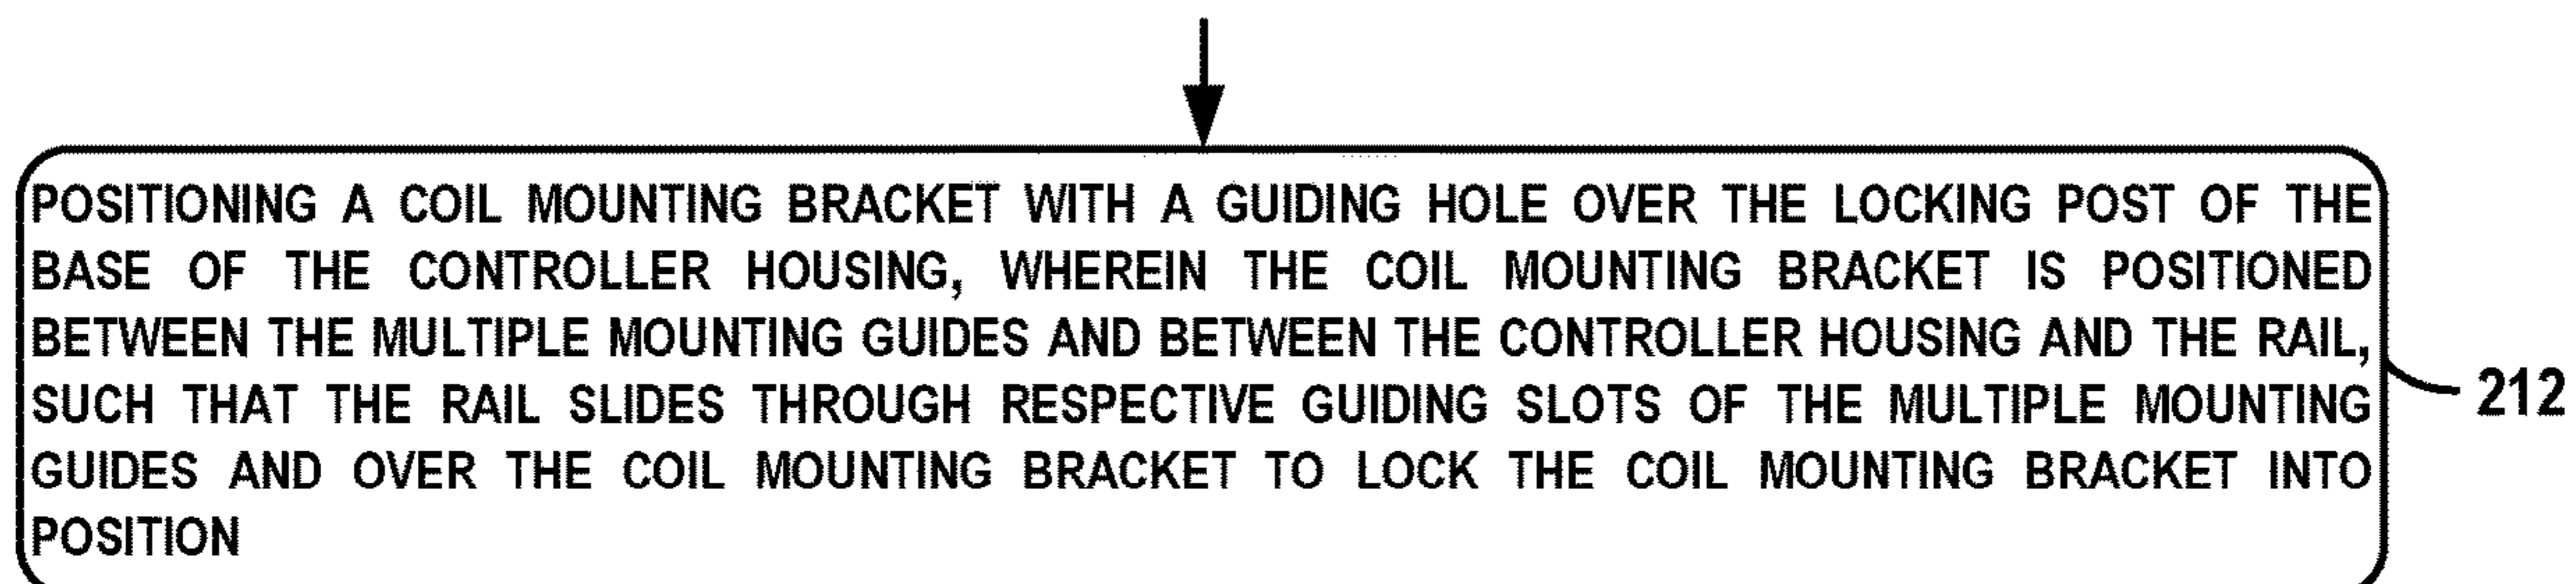 POSITIONING A COIL MOUNTING BRACKET WITH A GUIDING HOLE OVER THE LOCKING POST OF THE
BASE OF THE CONTROLLER HOUSING, WHEREIN THE COIL MOUNTING BRACKET IS POSITIONED
BETWEEN THE MULTIPLE MOUNTING GUIDES AND BETWEEN THE CONTROLLER HOUSING AND THE RAIL,
SUCH THAT THE RAIL SLIDES THROUGH RESPECTIVE GUIDING SLOTS OF THE MULTIPLE MOUNTING
GUIDES AND OVER THE COIL MOUNTING BRACKET TO LOCK THE COIL MOUNTING BRACKET INTO
POSITION
212